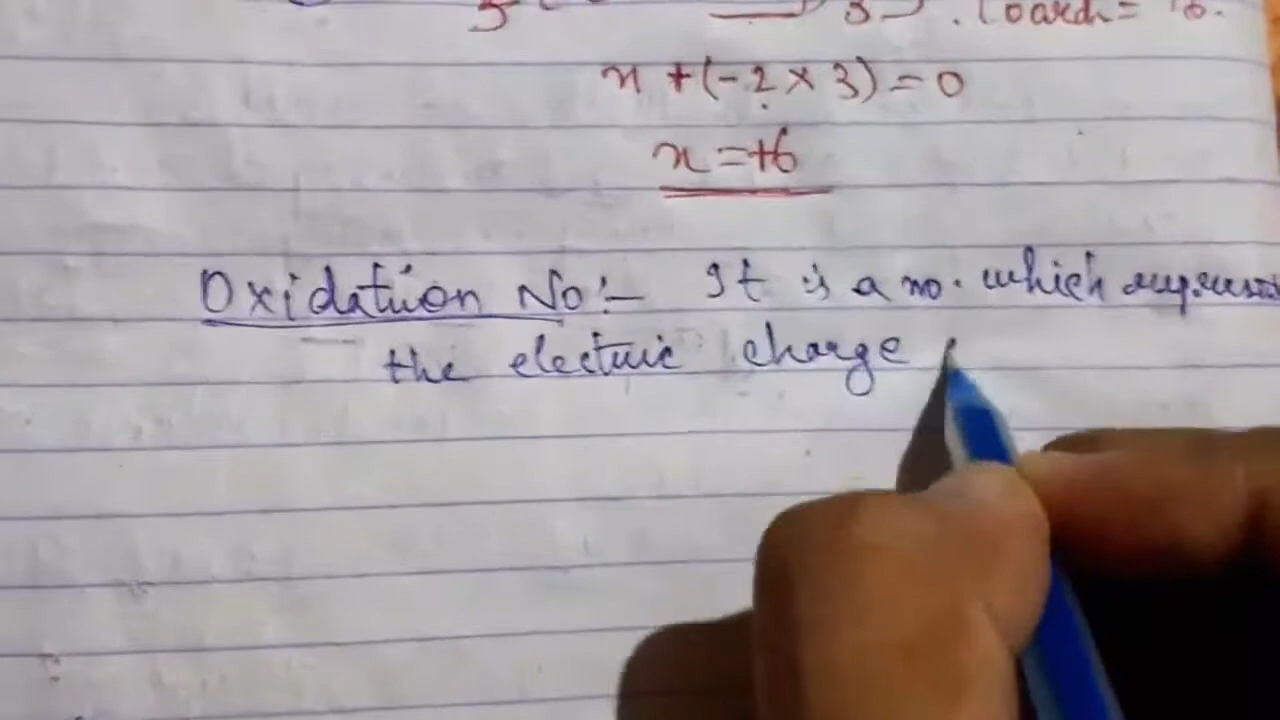 x + (-2 × 3) = 0
x = +6
Oxidation No:- It is a no. which represents
the electric charge